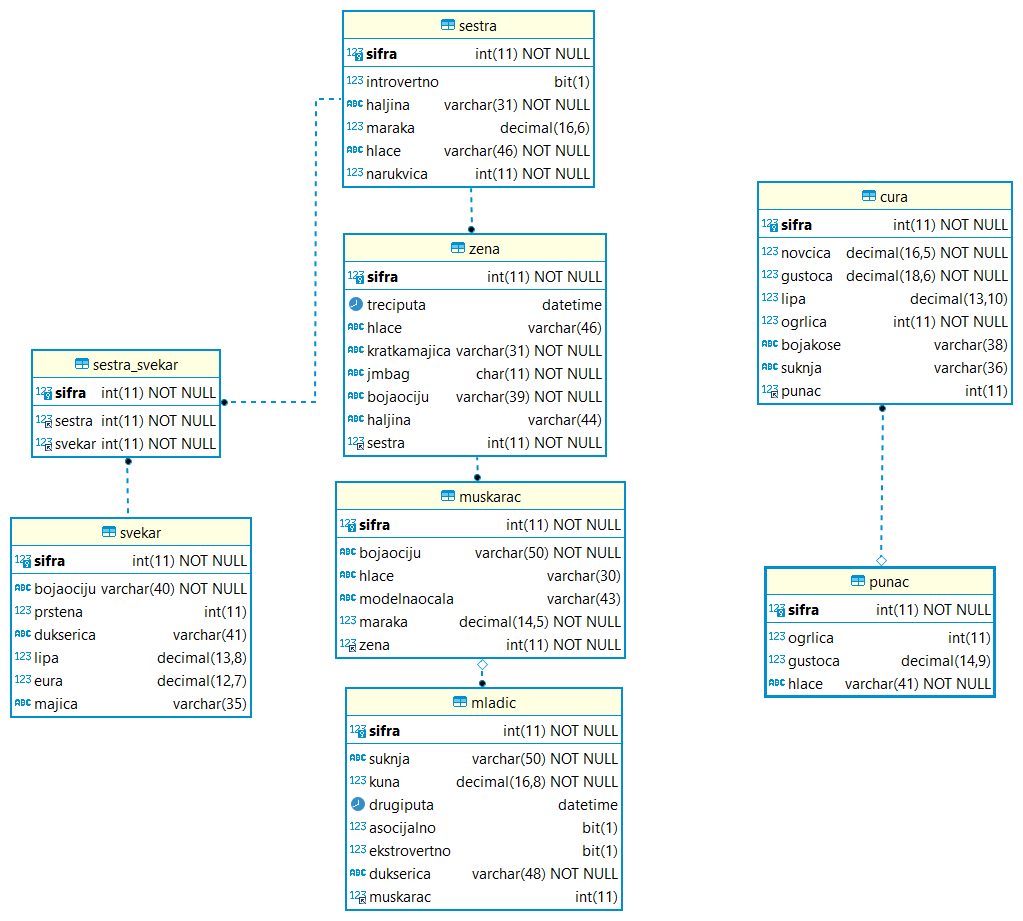 sestra
123 sifra int(11) NOT NULL
123 introvertno bit(1)
ABC haljina varchar(31) NOT NULL
123 maraka decimal(16,6)
ABC hlace varchar(46) NOT NULL
123 narukvica int(11) NOT NULL
zena
123 sifra int(11) NOT NULL
treciputa datetime
ABC hlace varchar(46)
ABC kratkamajica varchar(31) NOT NULL
ABC jmbag char(11) NOT NULL
ABC bojaociju varchar(39) NOT NULL
ABC haljina varchar(44)
123 sestra int(11) NOT NULL
sestra_svekar
123 sifra int(11) NOT NULL
123 sestra int(11) NOT NULL
123 svekar int(11) NOT NULL
svekar
123 sifra int(11) NOT NULL
ABC bojaociju varchar(40) NOT NULL
123 prstena int(11)
ABC dukserica varchar(41)
123 lipa decimal(13,8)
123 eura decimal(12,7)
ABC majica varchar(35)
muskarac
123 sifra int(11) NOT NULL
ABC bojaociju varchar(50) NOT NULL
ABC hlace varchar(30)
ABC modelnaocala varchar(43)
123 maraka decimal(14,5) NOT NULL
123 zena int(11) NOT NULL
mladic
123 sifra int(11) NOT NULL
ABC suknja varchar(50) NOT NULL
123 kuna decimal(16,8) NOT NULL
drugiputa datetime
123 asocijalno bit(1)
123 ekstrovertno bit(1)
ABC dukserica varchar(48) NOT NULL
123 muskarac int(11)
cura
123 sifra int(11) NOT NULL
123 novcica decimal(16,5) NOT NULL
123 gustoca decimal(18,6) NOT NULL
123 lipa decimal(13,10)
123 ogrlica int(11) NOT NULL
ABC bojakose varchar(38)
ABC suknja varchar(36)
123 punac int(11)
punac
123 sifra int(11) NOT NULL
123 ogrlica int(11)
123 gustoca decimal(14,9)
ABC hlace varchar(41) NOT NULL